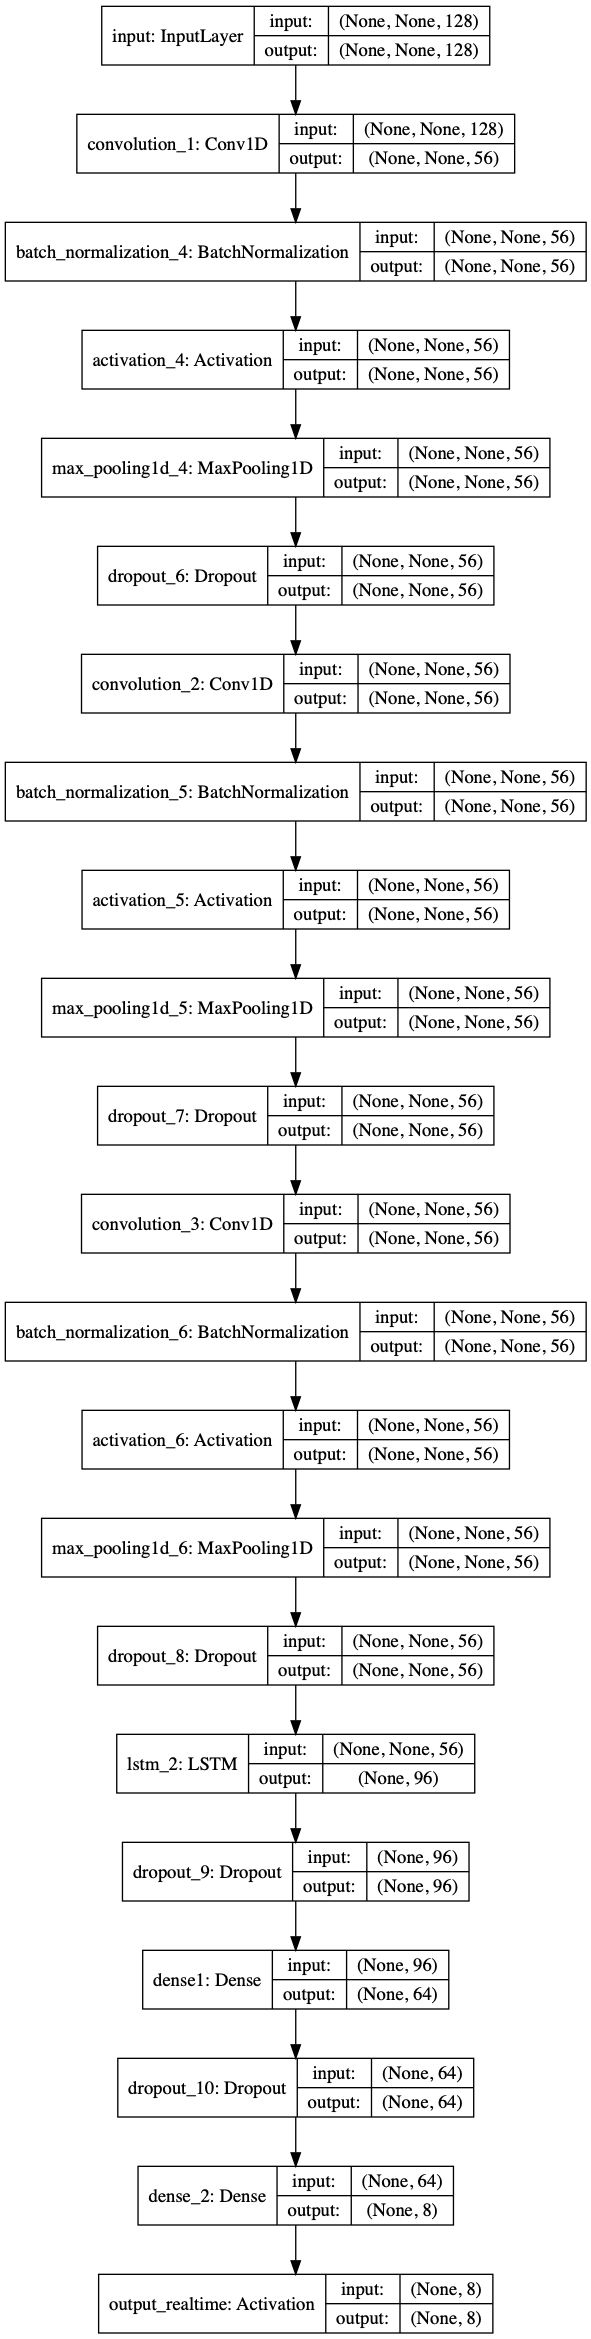 input: InputLayer
input: (None, None, 128)
output: (None, None, 128)
convolution_1: Conv1D
input: (None, None, 128)
output: (None, None, 56)
batch_normalization_4: BatchNormalization
input: (None, None, 56)
output: (None, None, 56)
activation_4: Activation
input: (None, None, 56)
output: (None, None, 56)
max_pooling1d_4: MaxPooling1D
input: (None, None, 56)
output: (None, None, 56)
dropout_6: Dropout
input: (None, None, 56)
output: (None, None, 56)
convolution_2: Conv1D
input: (None, None, 56)
output: (None, None, 56)
batch_normalization_5: BatchNormalization
input: (None, None, 56)
output: (None, None, 56)
activation_5: Activation
input: (None, None, 56)
output: (None, None, 56)
max_pooling1d_5: MaxPooling1D
input: (None, None, 56)
output: (None, None, 56)
dropout_7: Dropout
input: (None, None, 56)
output: (None, None, 56)
convolution_3: Conv1D
input: (None, None, 56)
output: (None, None, 56)
batch_normalization_6: BatchNormalization
input: (None, None, 56)
output: (None, None, 56)
activation_6: Activation
input: (None, None, 56)
output: (None, None, 56)
max_pooling1d_6: MaxPooling1D
input: (None, None, 56)
output: (None, None, 56)
dropout_8: Dropout
input: (None, None, 56)
output: (None, None, 56)
lstm_2: LSTM
input: (None, None, 56)
output: (None, 96)
dropout_9: Dropout
input: (None, 96)
output: (None, 96)
dense1: Dense
input: (None, 96)
output: (None, 64)
dropout_10: Dropout
input: (None, 64)
output: (None, 64)
dense_2: Dense
input: (None, 64)
output: (None, 8)
output_realtime: Activation
input: (None, 8)
output: (None, 8)